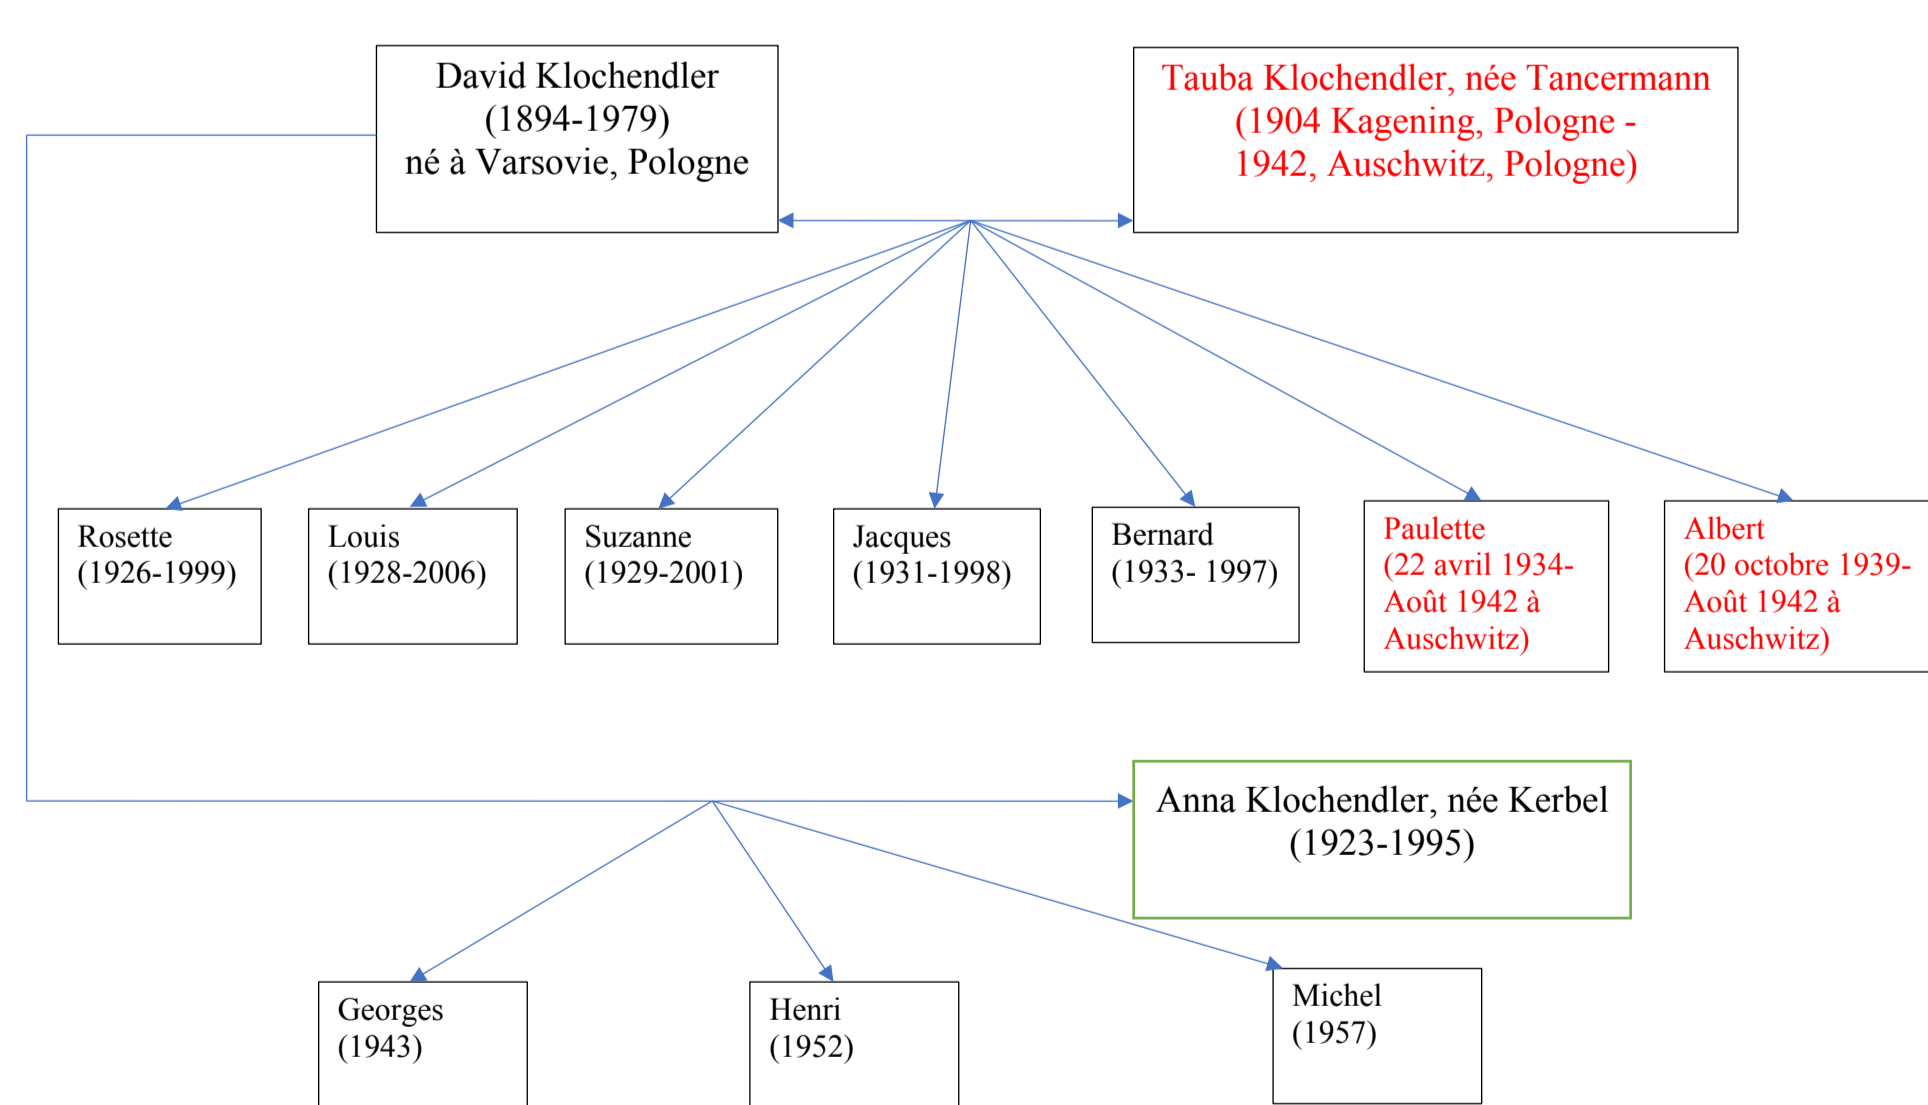 David Klochendler
(1894-1979)
né à Varsovie, Pologne
Tauba Klochendler, née Tancermann
(1904 Kagening, Pologne -
1942, Auschwitz, Pologne)
Rosette
(1926-1999)
Louis
(1928-2006)
Suzanne
(1929-2001)
Jacques
(1931-1998)
Bernard
(1933- 1997)
Paulette
(22 avril 1934-
Août 1942 à
Auschwitz)
Albert
(20 octobre 1939-
Août 1942 à
Auschwitz)
Anna Klochendler, née Kerbel
(1923-1995)
Georges
(1943)
Henri
(1952)
Michel
(1957)